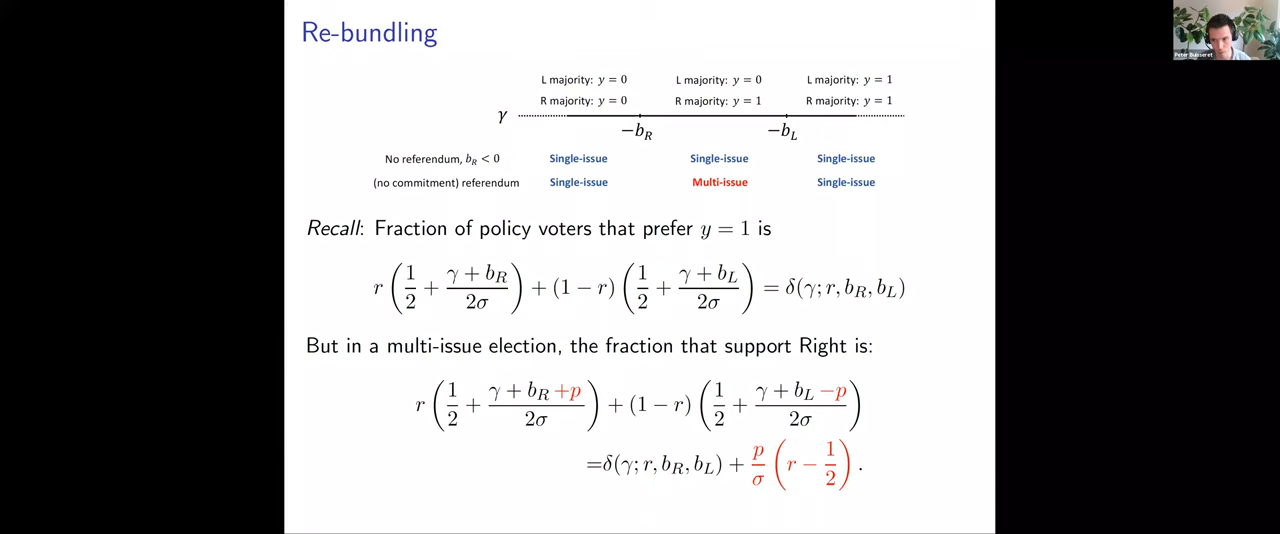 Re-bundling
L majority: y = 0 L majority: y = 0 L majority: y = 1
R majority: y = 0 R majority: y = 1 R majority: y = 1
γ
−b_R −b_L
No referendum, b_R < 0 Single-issue Single-issue Single-issue
(no commitment) referendum Single-issue Multi-issue Single-issue
Recall: Fraction of policy voters that prefer y = 1 is
r(1/2 + (γ + b_R)/2σ) + (1 − r)(1/2 + (γ + b_L)/2σ) = δ(γ; r, b_R, b_L)
But in a multi-issue election, the fraction that support Right is:
r(1/2 + (γ + b_R +p)/2σ) + (1 − r)(1/2 + (γ + b_L −p)/2σ)
=δ(γ; r, b_R, b_L) + p/σ (r − 1/2).
Peter Buisseret